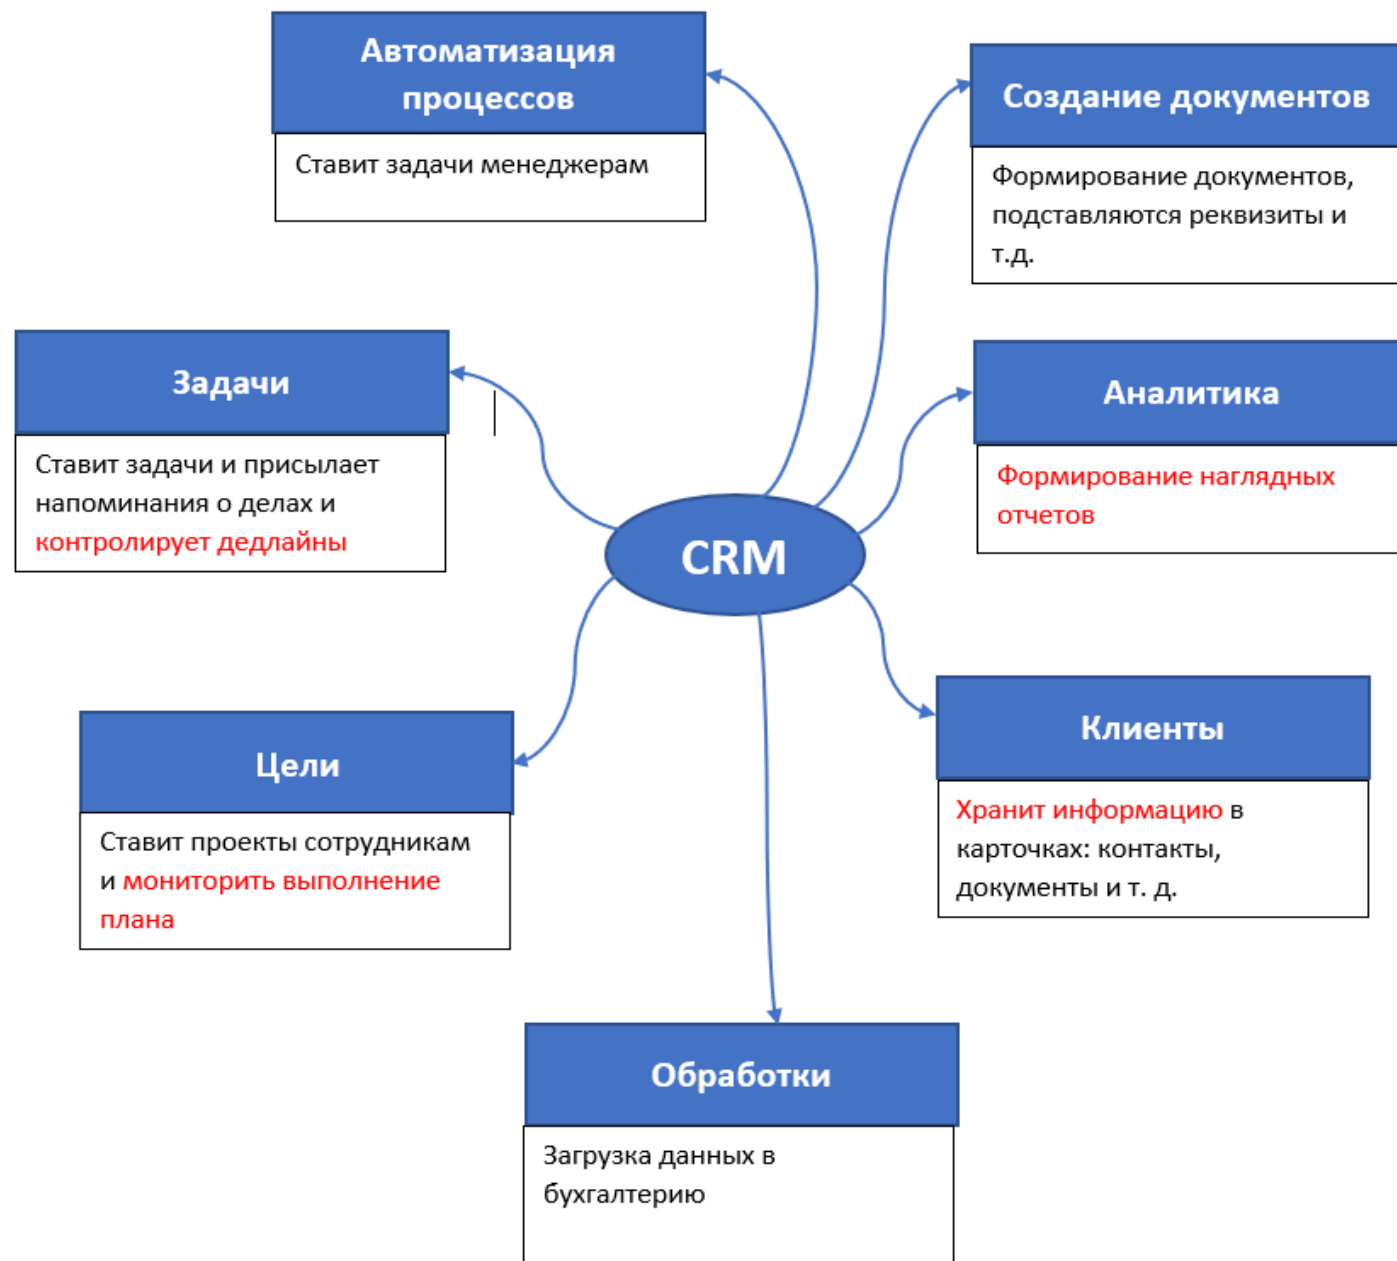 Автоматизация
процессов
Ставит задачи менеджерам
Создание документов
Формирование документов,
подставляются реквизиты и
т.д.
Задачи
Ставит задачи и присылает
напоминания о делах и
контролирует дедлайны
Аналитика
Формирование наглядных
отчетов
CRM
Цели
Ставит проекты сотрудникам
и мониторить выполнение
плана
Клиенты
Хранит информацию в
карточках: контакты,
документы и т. д.
Обработки
Загрузка данных в
бухгалтерию